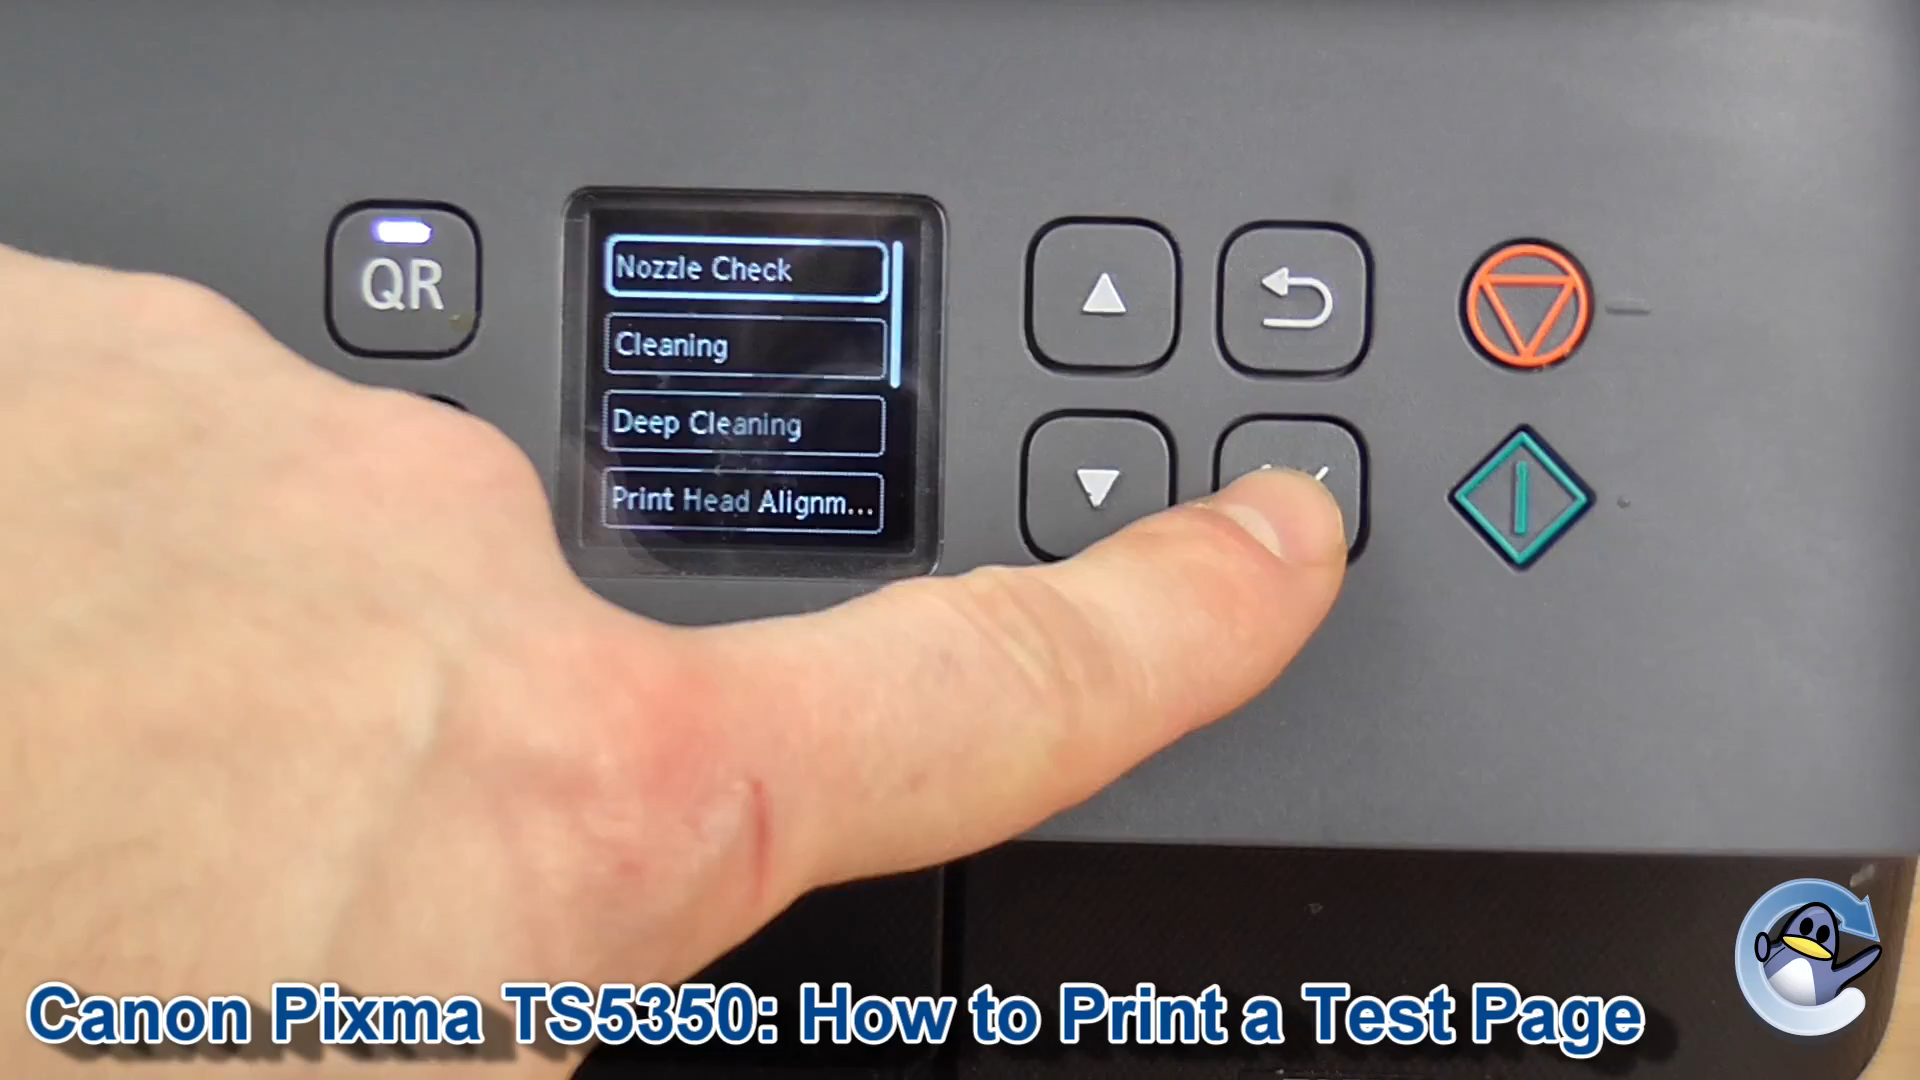 QR
Nozzle Check
Cleaning
Deep Cleaning
Print Head Alignm...
Canon Pixma TS5350: How to Print a Test Page